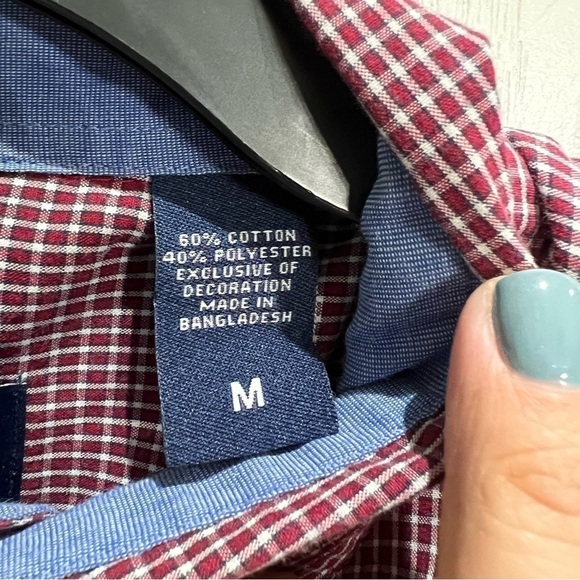 60% COTTON
40% POLYESTER
EXCLUSIVE OF
DECORATION
MADE IN
BANGLADESH
M